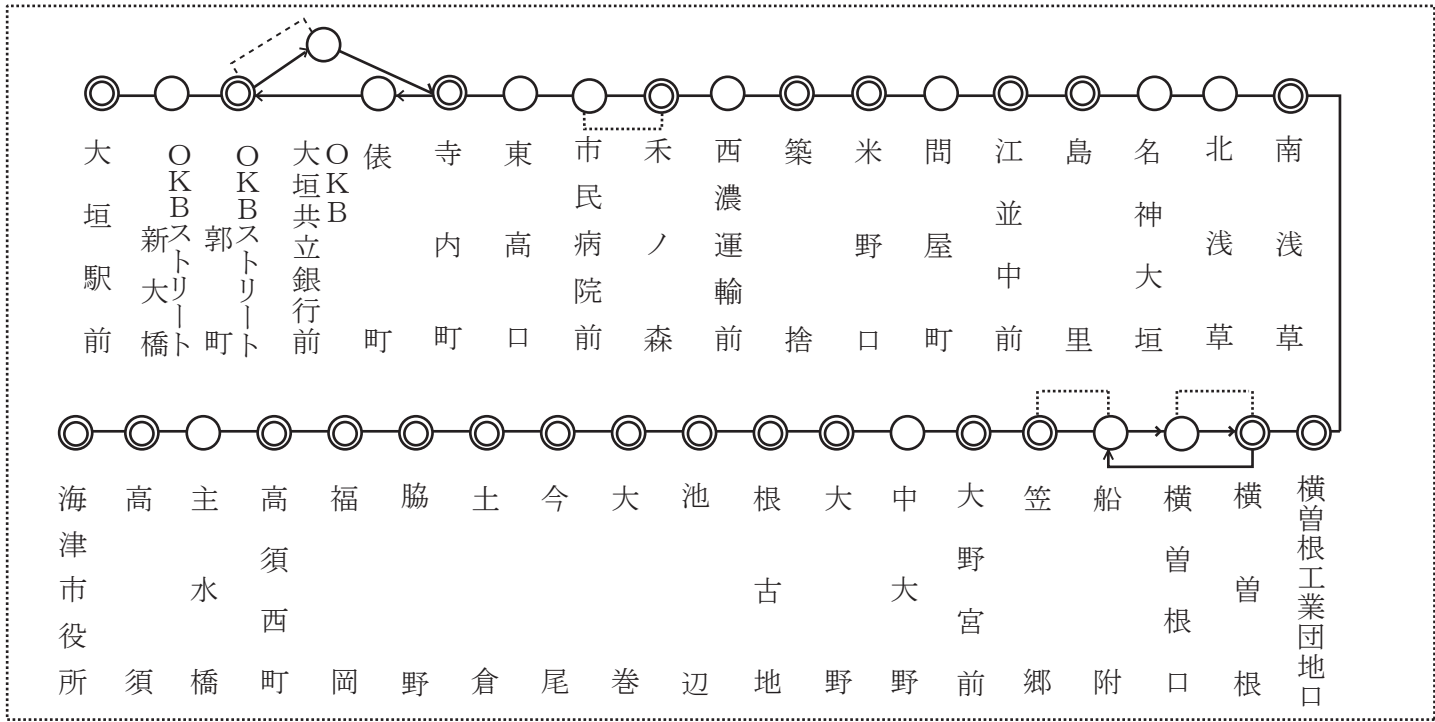 大垣駅前
OKBストリート
新大橋
OKBストリート
郭町
OKB
大垣共立銀行前
俵町
寺内町
東高口
市民病院前
禾ノ森
西濃運輸前
築捨
米野口
問屋町
江並中前
島里
名神大垣
北浅草
南浅草
海津市役所
高須
主水橋
高須西町
福岡
脇野
土倉
今尾
大巻
池辺
根古地
大野
中大野
大野宮前
笠郷
船附
横曽根口
横曽根
横曽根工業団地口